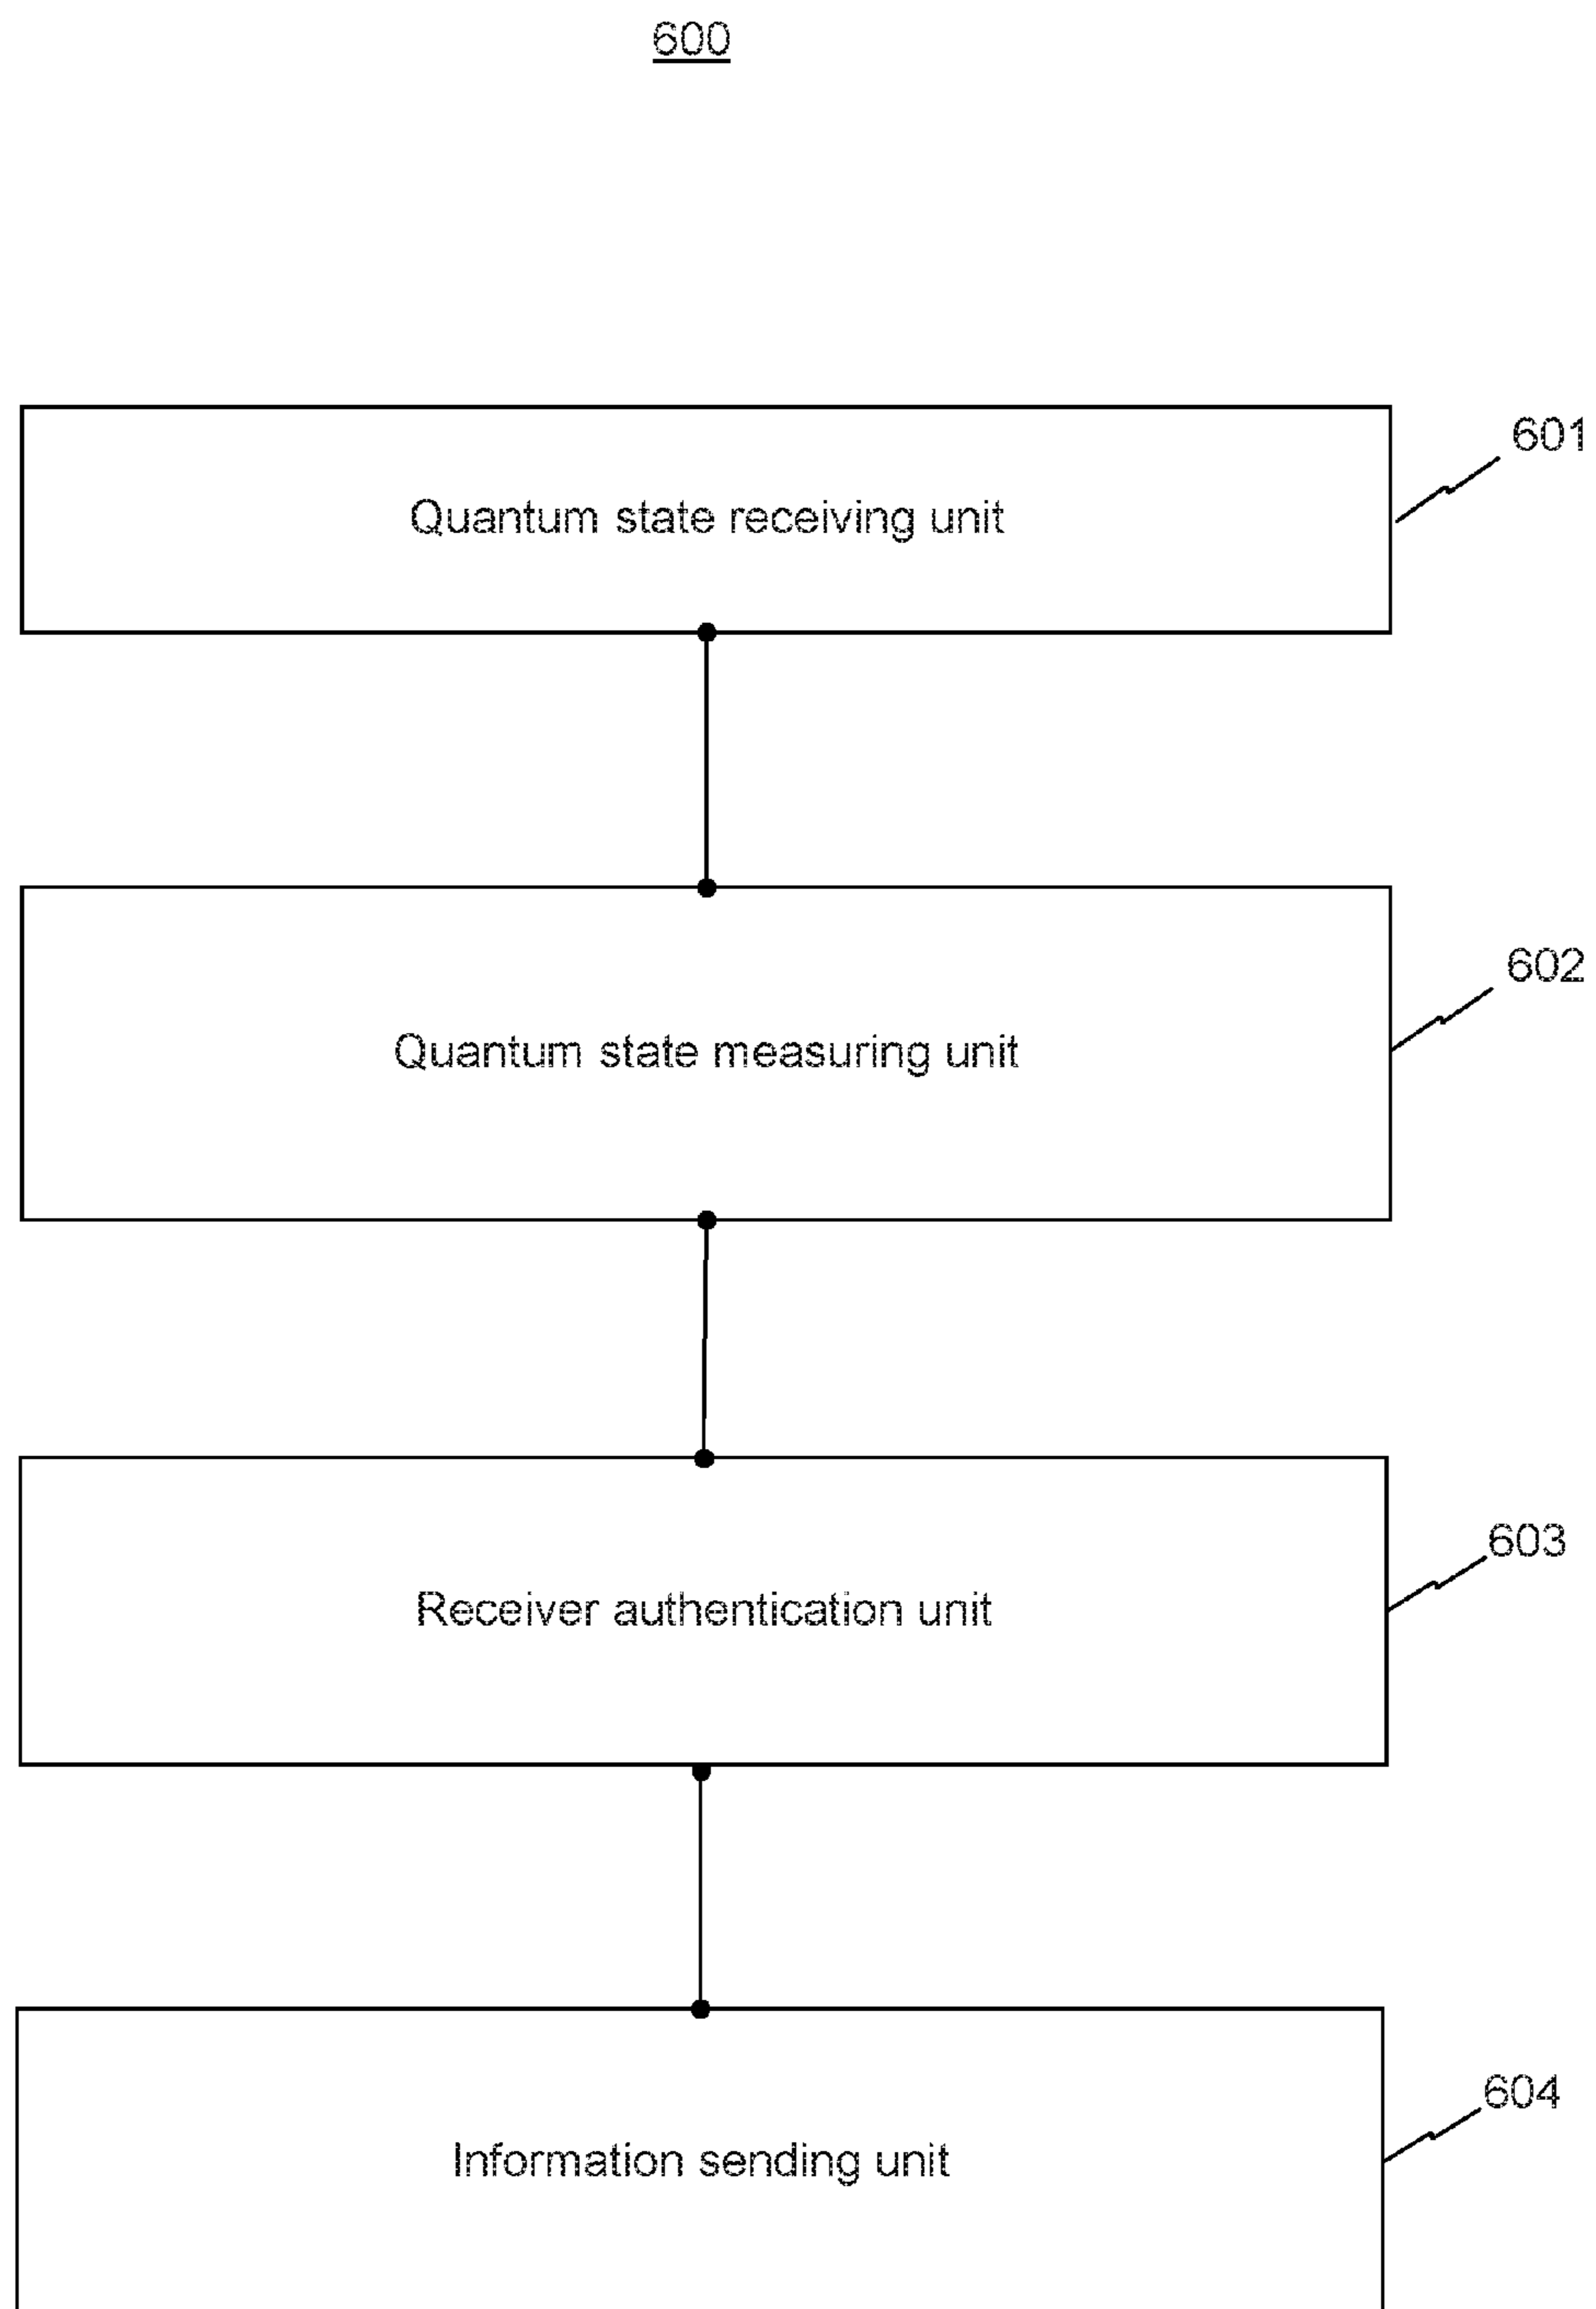 600
601
Quantum state receiving unit
602
Quantum state measuring unit
603
Receiver authentication unit
604
Information sending unit